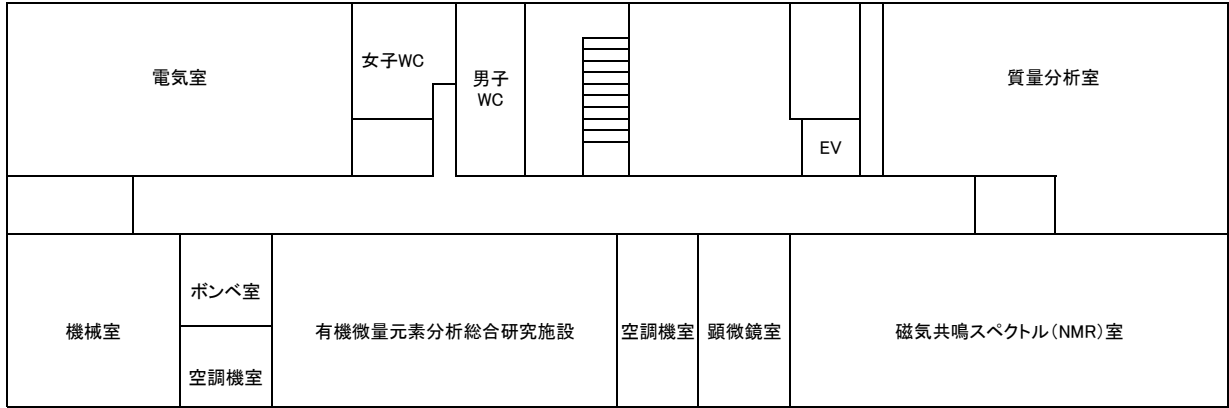 電気室
女子WC
男子
WC
EV
質量分析室
機械室
ボンベ室
空調機室
有機微量元素分析総合研究施設
空調機室
顕微鏡室
磁気共鳴スペクトル(NMR)室